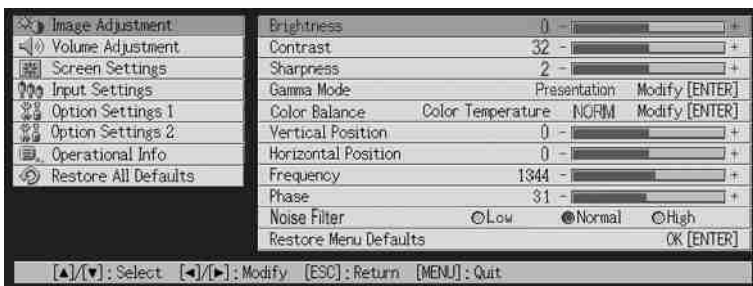 Image Adjustment
Volume Adjustment
Screen Settings
Input Settings
Option Settings 1
Option Settings 2
Operational Info
Restore All Defaults
Brightness 0 - +
Contrast 32 - +
Sharpness 2 - +
Gamma Mode Presentation Modify [ENTER]
Color Balance Color Temperature NORM Modify [ENTER]
Vertical Position 0 - +
Horizontal Position 0 - +
Frequency 1344 - +
Phase 31 - +
Noise Filter Low Normal High
Restore Menu Defaults OK [ENTER]
[▲]/[▼] : Select [◀]/[▶] : Modify [ESC] : Return [MENU] : Quit